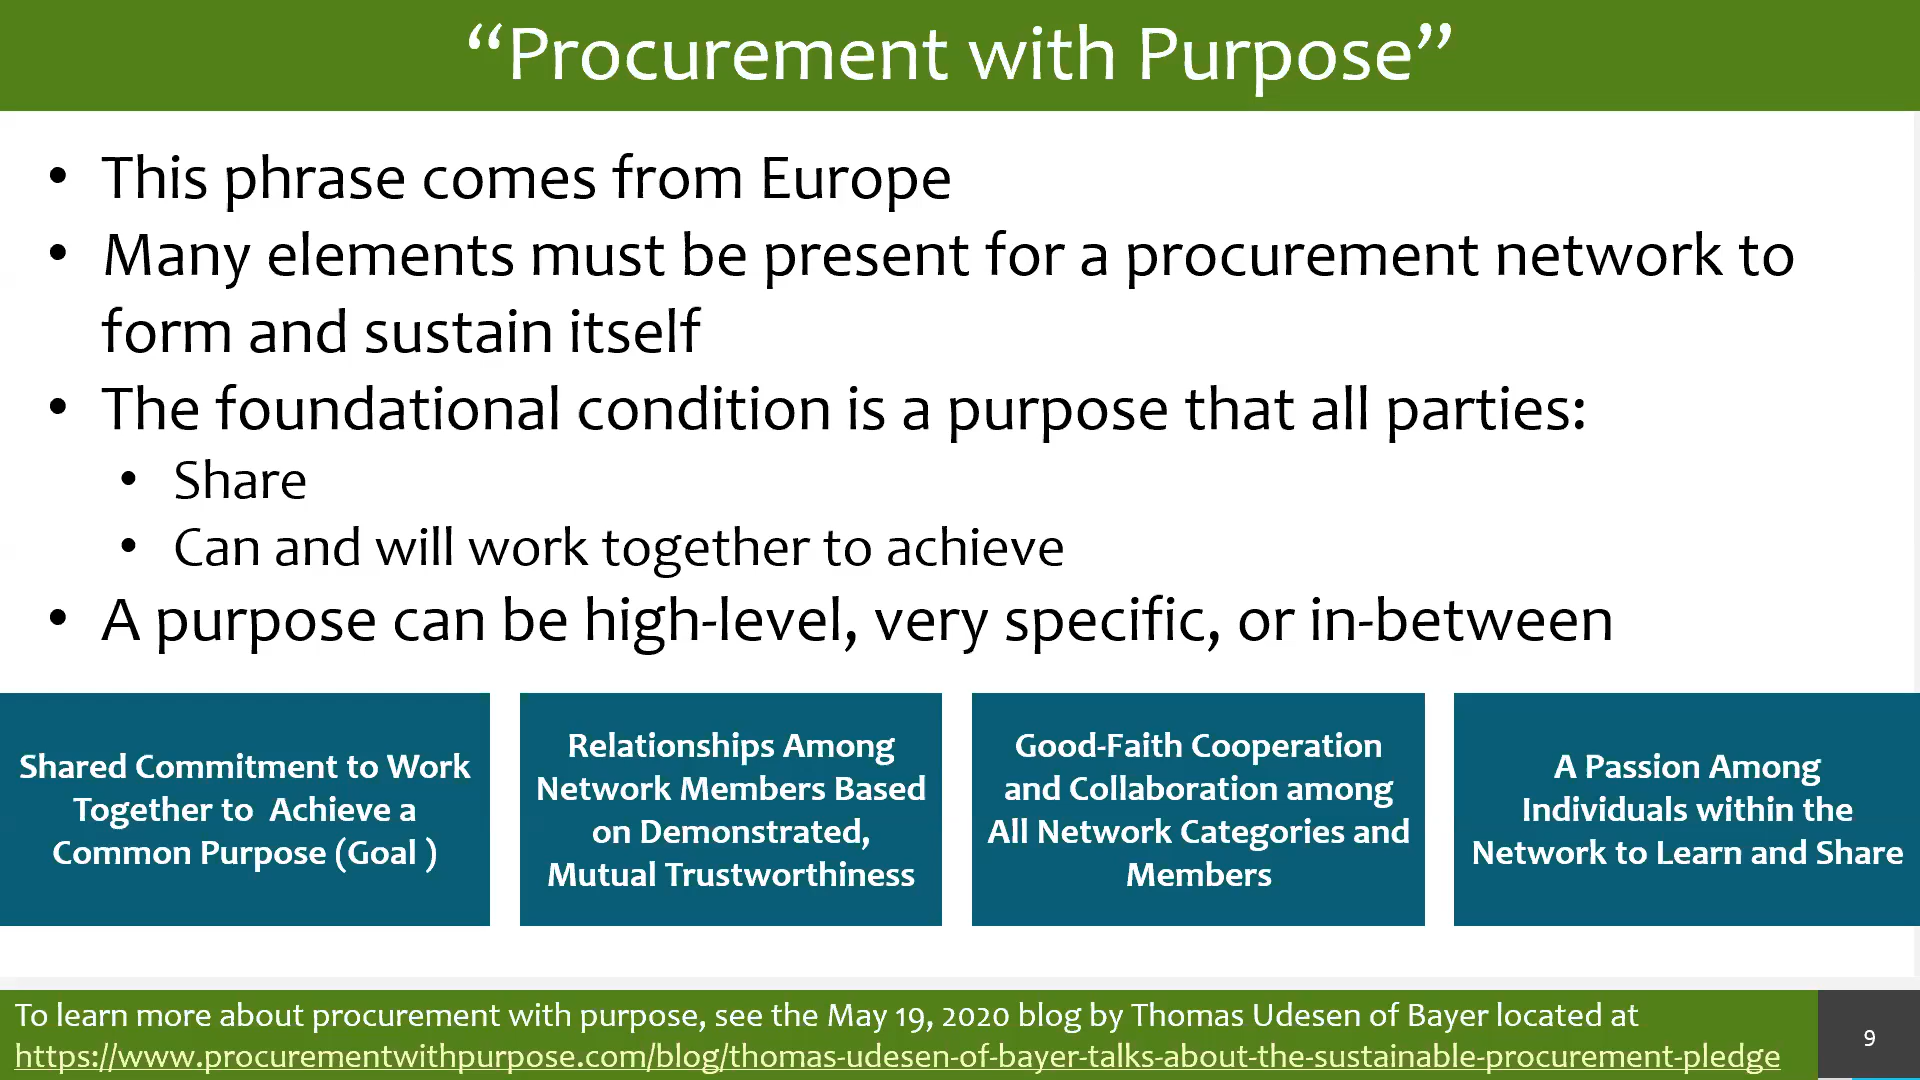 “Procurement with Purpose”
• This phrase comes from Europe
• Many elements must be present for a procurement network to
form and sustain itself
• The foundational condition is a purpose that all parties:
• Share
• Can and will work together to achieve
• A purpose can be high-level, very specific, or in-between
Shared Commitment to Work
Together to Achieve a
Common Purpose (Goal )
Relationships Among
Network Members Based
on Demonstrated,
Mutual Trustworthiness
Good-Faith Cooperation
and Collaboration among
All Network Categories and
Members
A Passion Among
Individuals within the
Network to Learn and Share
To learn more about procurement with purpose, see the May 19, 2020 blog by Thomas Udesen of Bayer located at
https://www.procurementwithpurpose.com/blog/thomas-udesen-of-bayer-talks-about-the-sustainable-procurement-pledge
9